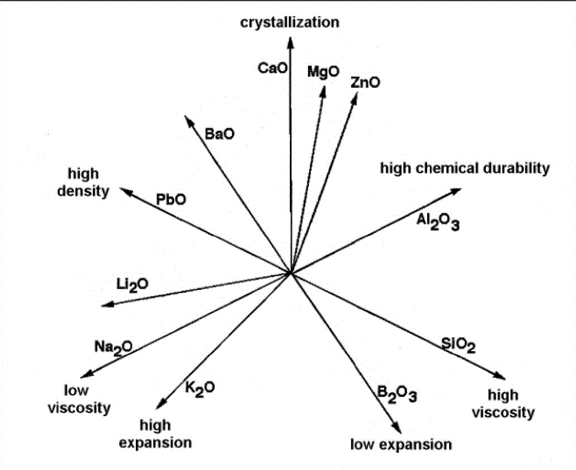 crystallization
CaO
MgO
ZnO
BaO
high
density
PbO
high chemical durability
Al₂O₃
Li₂O
Na₂O
low
viscosity
K₂O
high
expansion
B₂O₃
low expansion
SiO₂
high
viscosity